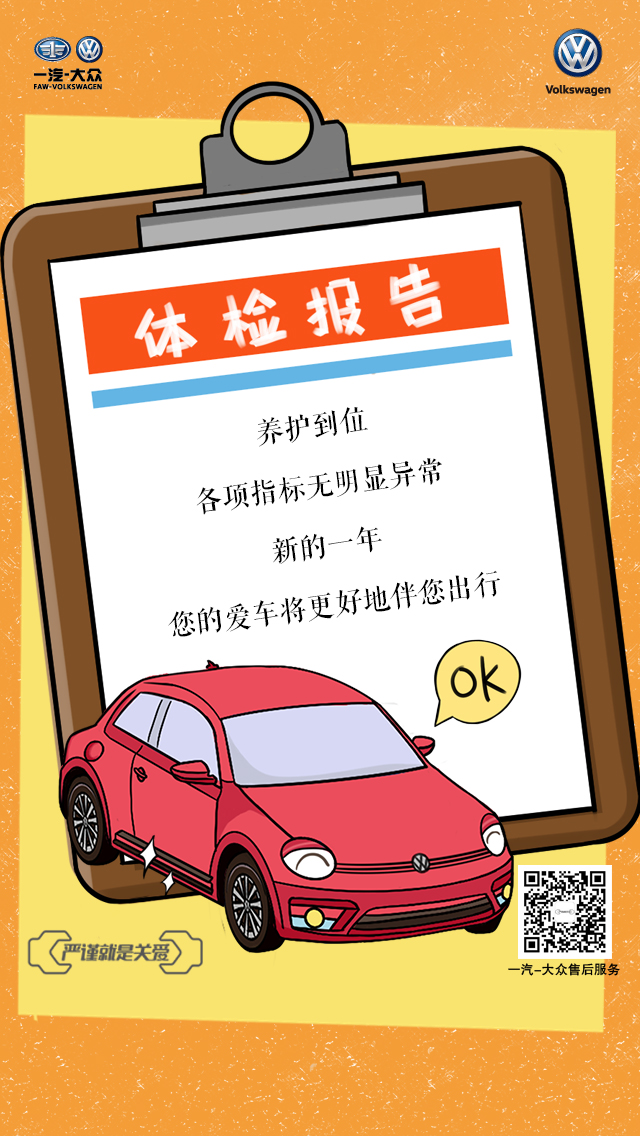 一汽-大众
FAW-VOLKSWAGEN
Volkswagen
体检报告
养护到位
各项指标无明显异常
新的一年
您的爱车将更好地伴您出行
OK
严谨就是关爱
一汽-大众售后服务